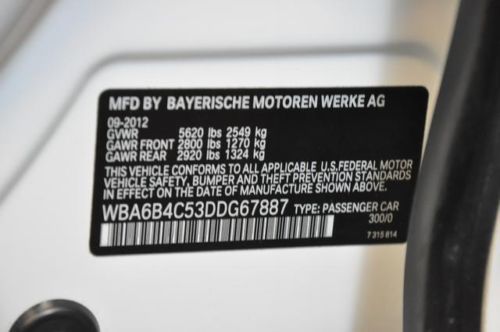 MFD BY BAYERISCHE MOTOREN WERKE AG
09-2012
GVWR 5620 lbs 2549 kg
GAWR FRONT 2800 lbs 1270 kg
GAWR REAR 2920 lbs 1324 kg
THIS VEHICLE CONFORMS TO ALL APPLICABLE U.S.FEDERAL MOTOR
VEHICLE SAFETY, BUMPER AND THEFT PREVENTION STANDARDS
IN EFFECT ON THE DATE OF MANUFACTURE SHOWN ABOVE.
WBA6B4C53DDG67887 TYPE: PASSENGER CAR
300/0
7 315 814